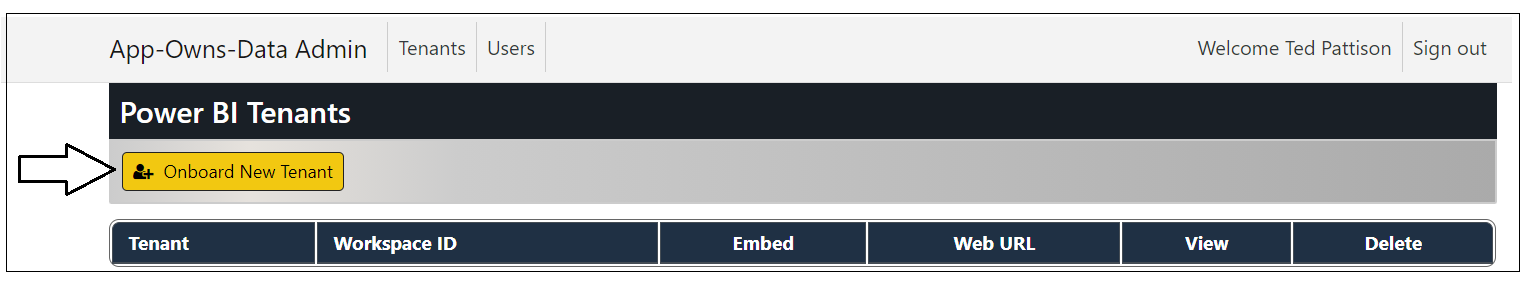 App-Owns-Data Admin Tenants Users Welcome Ted Pattison Sign out
Power BI Tenants
Onboard New Tenant
Tenant Workspace ID Embed Web URL View Delete